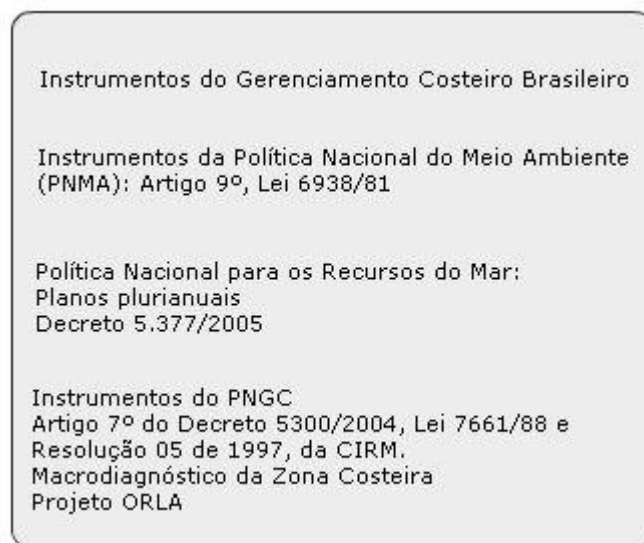 Instrumentos do Gerenciamento Costeiro Brasileiro
Instrumentos da Política Nacional do Meio Ambiente
(PNMA): Artigo 9º, Lei 6938/81
Política Nacional para os Recursos do Mar:
Planos plurianuais
Decreto 5.377/2005
Instrumentos do PNGC
Artigo 7º do Decreto 5300/2004, Lei 7661/88 e
Resolução 05 de 1997, da CIRM.
Macrodiagnóstico da Zona Costeira
Projeto ORLA